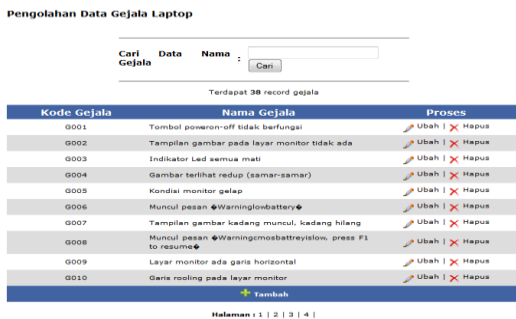 Pengolahan Data Gejala Laptop
Cari Data Nama :
Gejala
Cari
Terdapat 38 record gejala
Kode Gejala Nama Gejala Proses
G001 Tombol poweron-off tidak berfungsi Ubah | Hapus
G002 Tampilan gambar pada layar monitor tidak ada Ubah | Hapus
G003 Indikator Led semua mati Ubah | Hapus
G004 Gambar terlihat redup (samar-samar) Ubah | Hapus
G005 Kondisi monitor gelap Ubah | Hapus
G006 Muncul pesan �Warninglowbattery� Ubah | Hapus
G007 Tampilan gambar kadang muncul, kadang hilang Ubah | Hapus
G008 Muncul pesan �Warningcmosbattreyislow, press F1
to resume� Ubah | Hapus
G009 Layar monitor ada garis horizontal Ubah | Hapus
G010 Garis rooling pada layar monitor Ubah | Hapus
Tambah
Halaman : 1 | 2 | 3 | 4 |